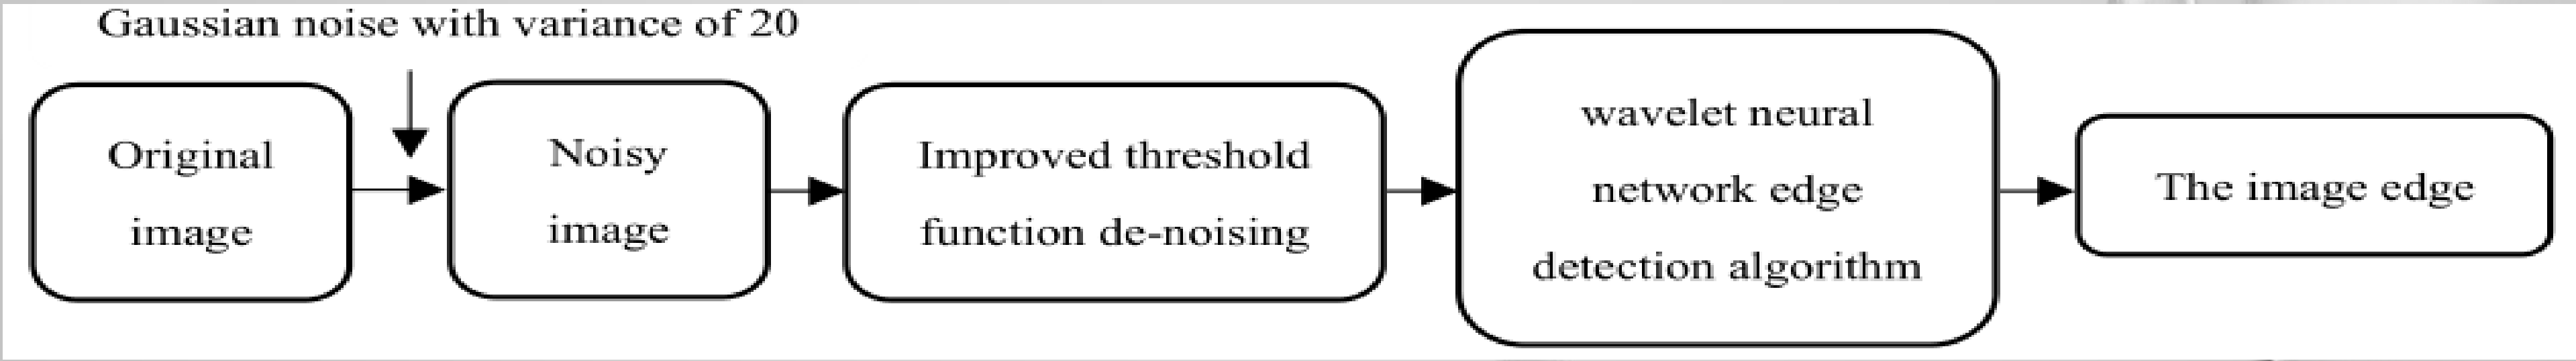 Gaussian noise with variance of 20
Original
image
Noisy
image
Improved threshold
function de-noising
wavelet neural
network edge
detection algorithm
The image edge